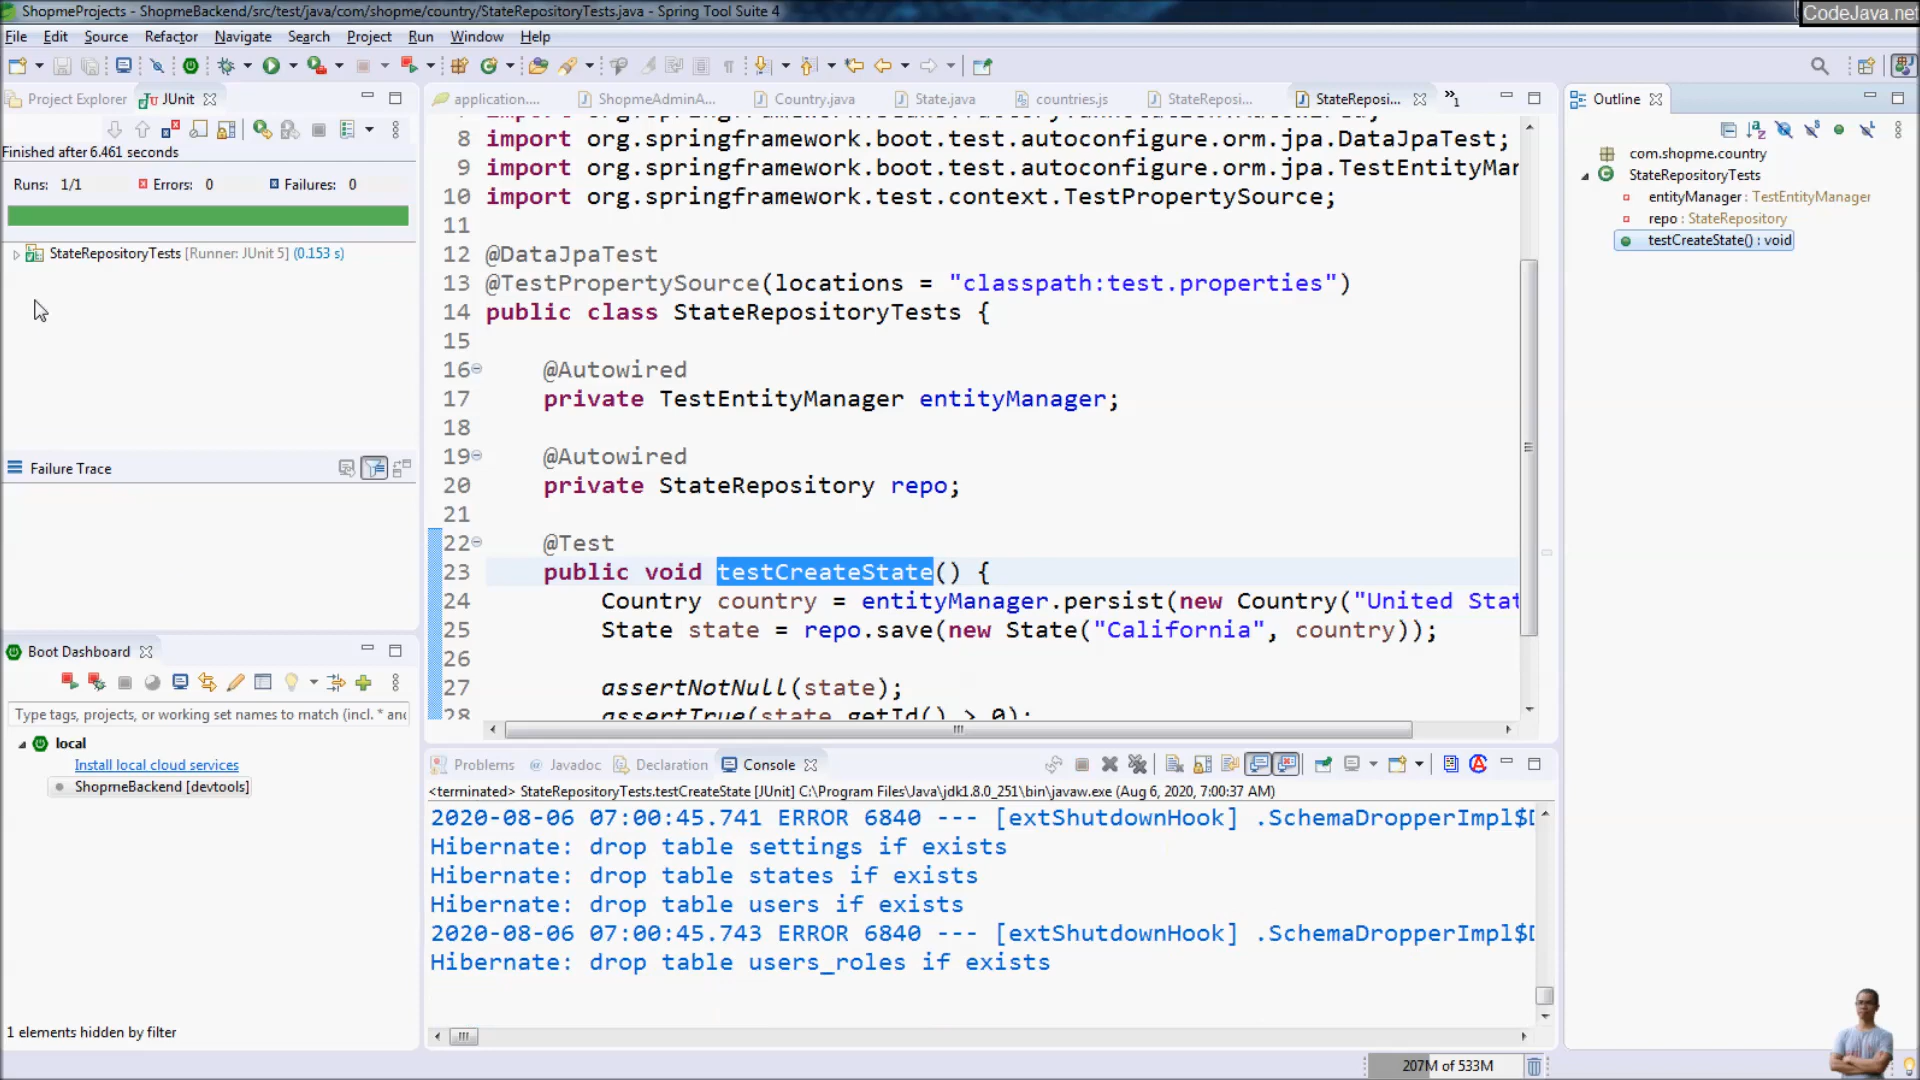 ShopmeProjects - ShopmeBackend/src/test/java/com/shopme/country/StateRepositoryTests.java - Spring Tool Suite 4
CodeJava.net
File Edit Source Refactor Navigate Search Project Run Window Help
Project Explorer JUnit
Finished after 6.461 seconds
Runs: 1/1 Errors: 0 Failures: 0
StateRepositoryTests [Runner: JUnit 5] (0.153 s)
Failure Trace
Boot Dashboard
Type tags, projects, or working set names to match (incl. * and
local
Install local cloud services
ShopmeBackend [devtools]
1 elements hidden by filter
application.... ShopmeAdminA... Country.java State.java countries.js StateReposi... StateReposi... »1
8 import org.springframework.boot.test.autoconfigure.orm.jpa.DataJpaTest;
9 import org.springframework.boot.test.autoconfigure.orm.jpa.TestEntityMar
10 import org.springframework.test.context.TestPropertySource;
11
12 @DataJpaTest
13 @TestPropertySource(locations = "classpath:test.properties")
14 public class StateRepositoryTests {
15
16 @Autowired
17 private TestEntityManager entityManager;
18
19 @Autowired
20 private StateRepository repo;
21
22 @Test
23 public void testCreateState() {
24 Country country = entityManager.persist(new Country("United Stat
25 State state = repo.save(new State("California", country));
26
27 assertNotNull(state);
28 assertTrue(state.getId() > 0);
Problems @ Javadoc Declaration Console
<terminated> StateRepositoryTests.testCreateState [JUnit] C:\Program Files\Java\jdk1.8.0_251\bin\javaw.exe (Aug 6, 2020, 7:00:37 AM)
2020-08-06 07:00:45.741 ERROR 6840 --- [extShutdownHook] .SchemaDropperImpl$D
Hibernate: drop table settings if exists
Hibernate: drop table states if exists
Hibernate: drop table users if exists
2020-08-06 07:00:45.743 ERROR 6840 --- [extShutdownHook] .SchemaDropperImpl$D
Hibernate: drop table users_roles if exists
207M of 533M
Outline
com.shopme.country
StateRepositoryTests
entityManager : TestEntityManager
repo : StateRepository
testCreateState() : void